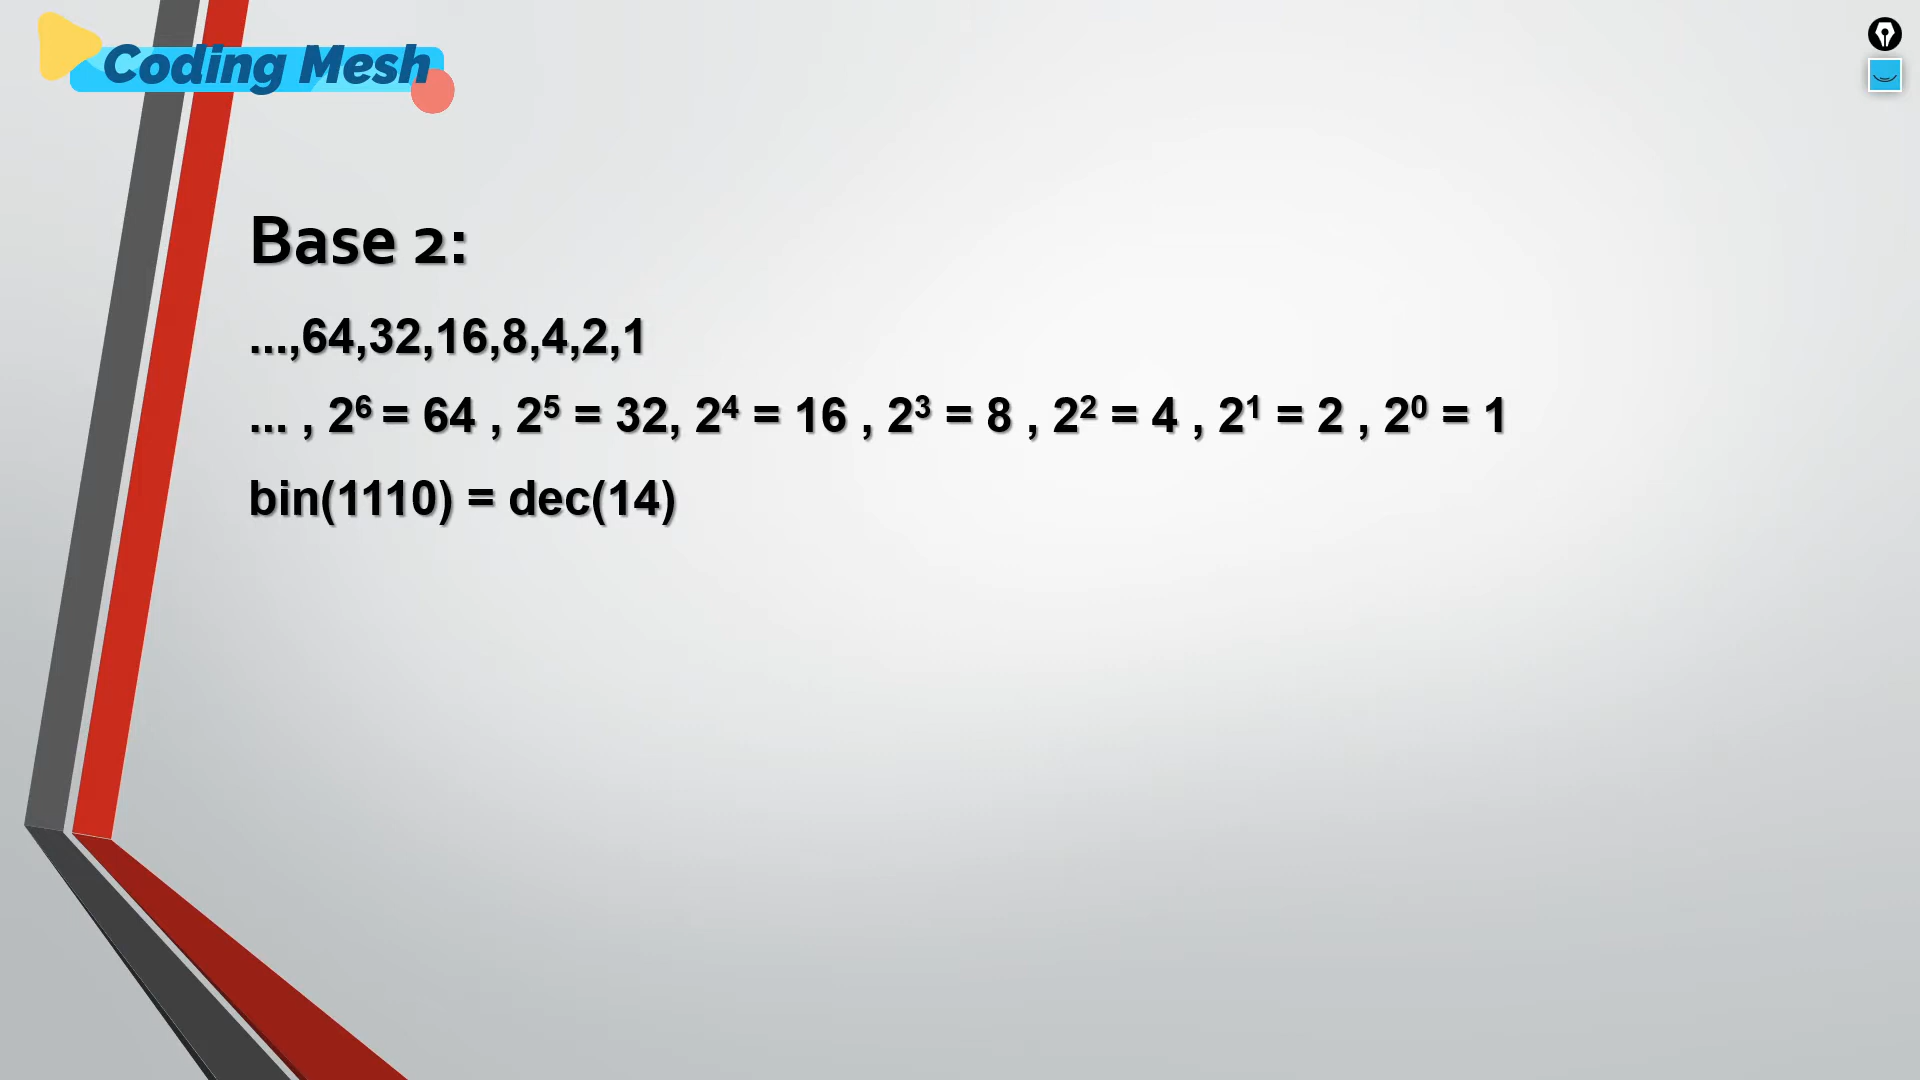 Coding Mesh
Base 2:
...,64,32,16,8,4,2,1
... , 2⁶ = 64 , 2⁵ = 32, 2⁴ = 16 , 2³ = 8 , 2² = 4 , 2¹ = 2 , 2⁰ = 1
bin(1110) = dec(14)